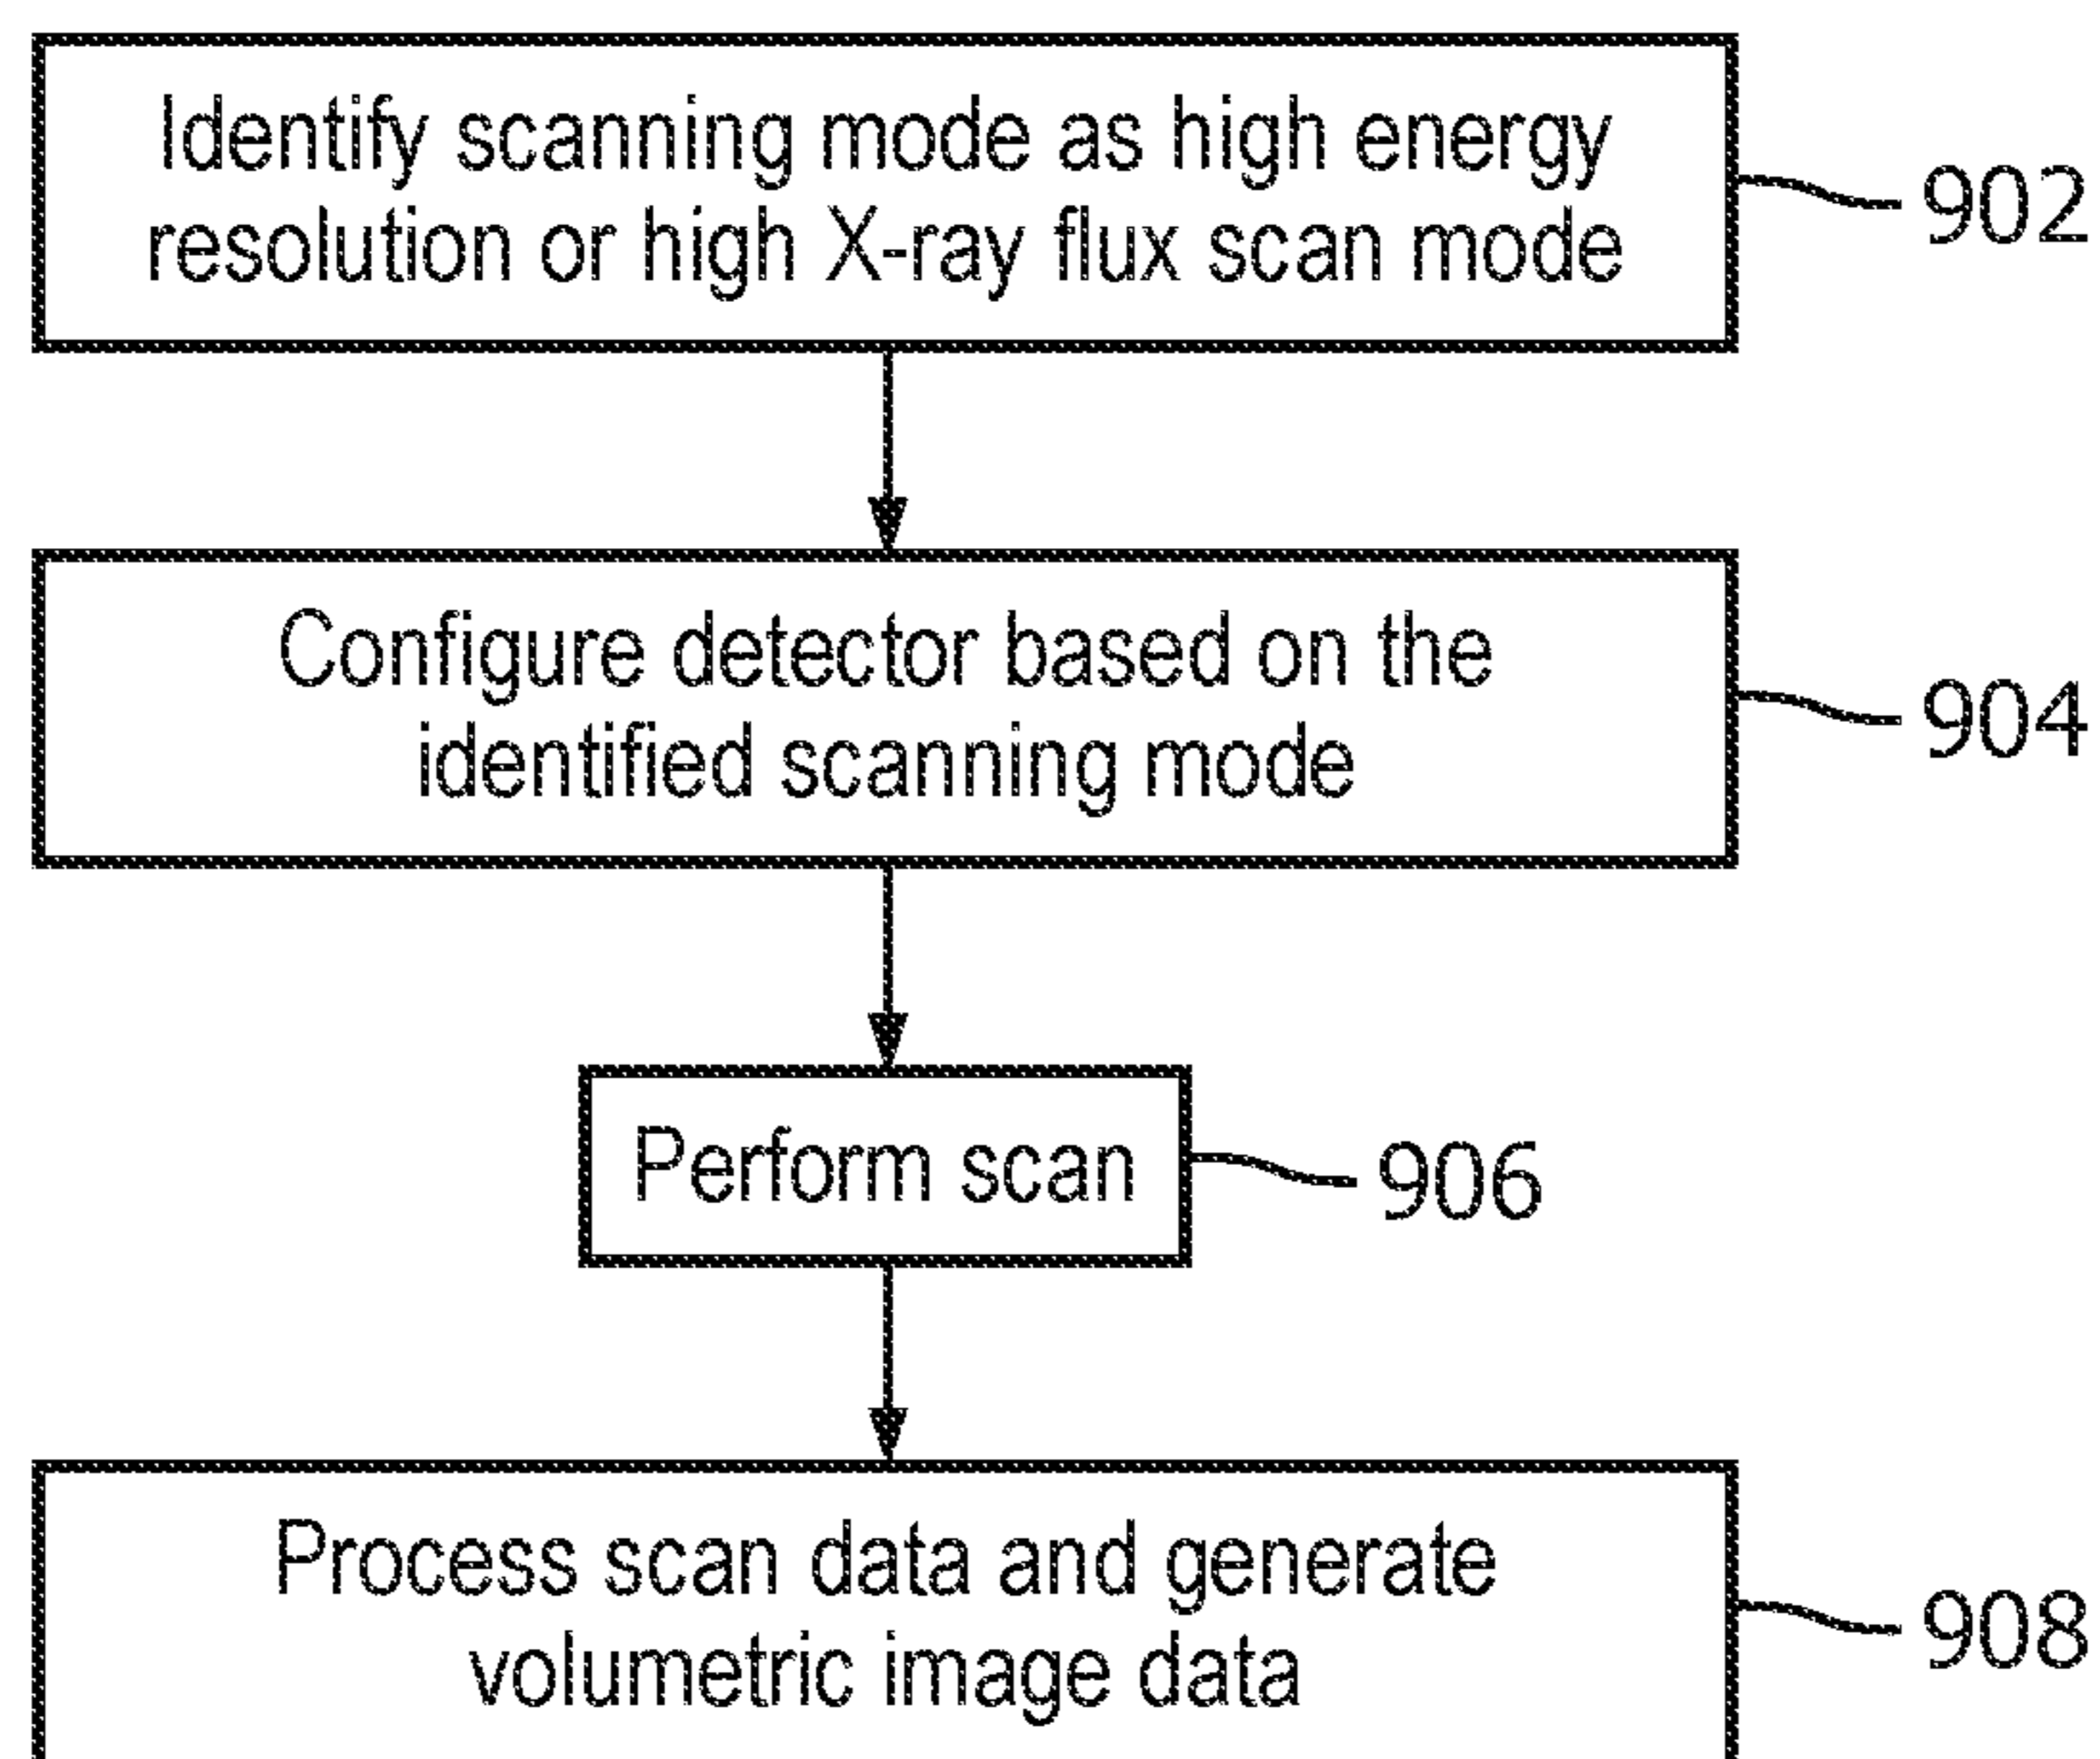 Identify scanning mode as high energy
resolution or high X-ray flux scan mode
902
Configure detector based on the
identified scanning mode
904
Perform scan
906
Process scan data and generate
volumetric image data
908